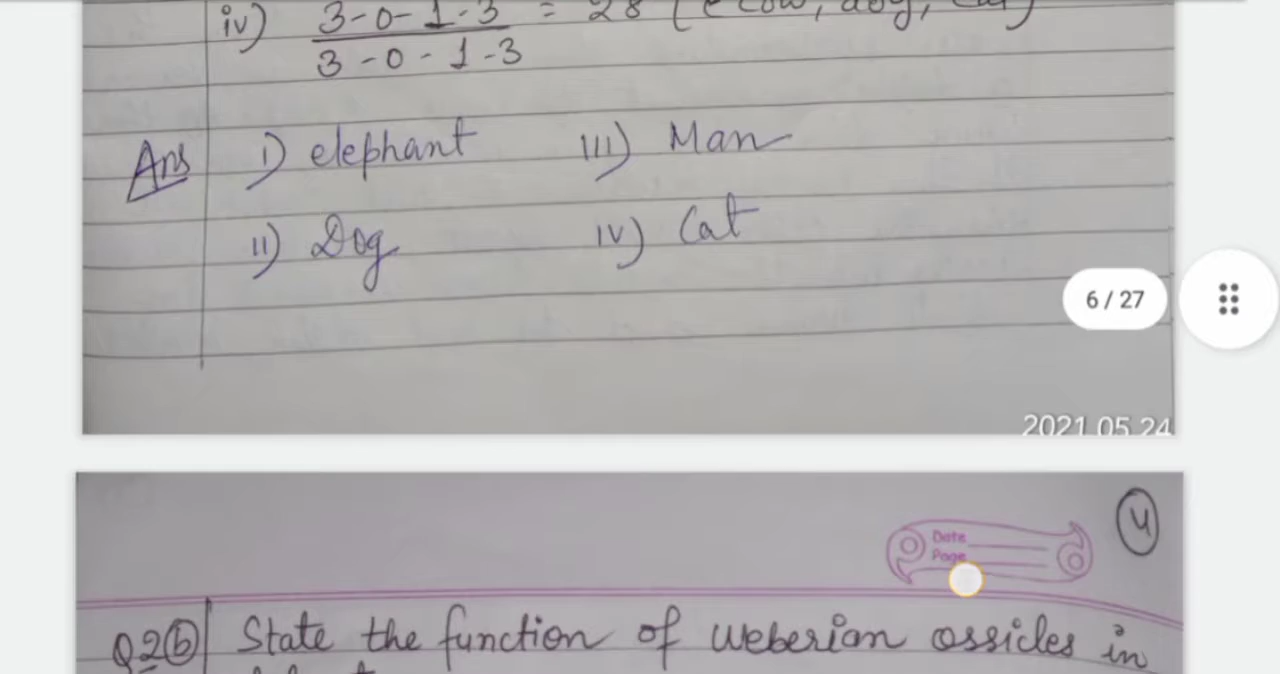 iv) 3-0-1-3 = 28
3-0-1-3
Ans i) elephant iii) Man
ii) Dog iv) Cat
6 / 27
2021.05.24
4
Date
Page
Q2(b) State the function of weberian ossicles in